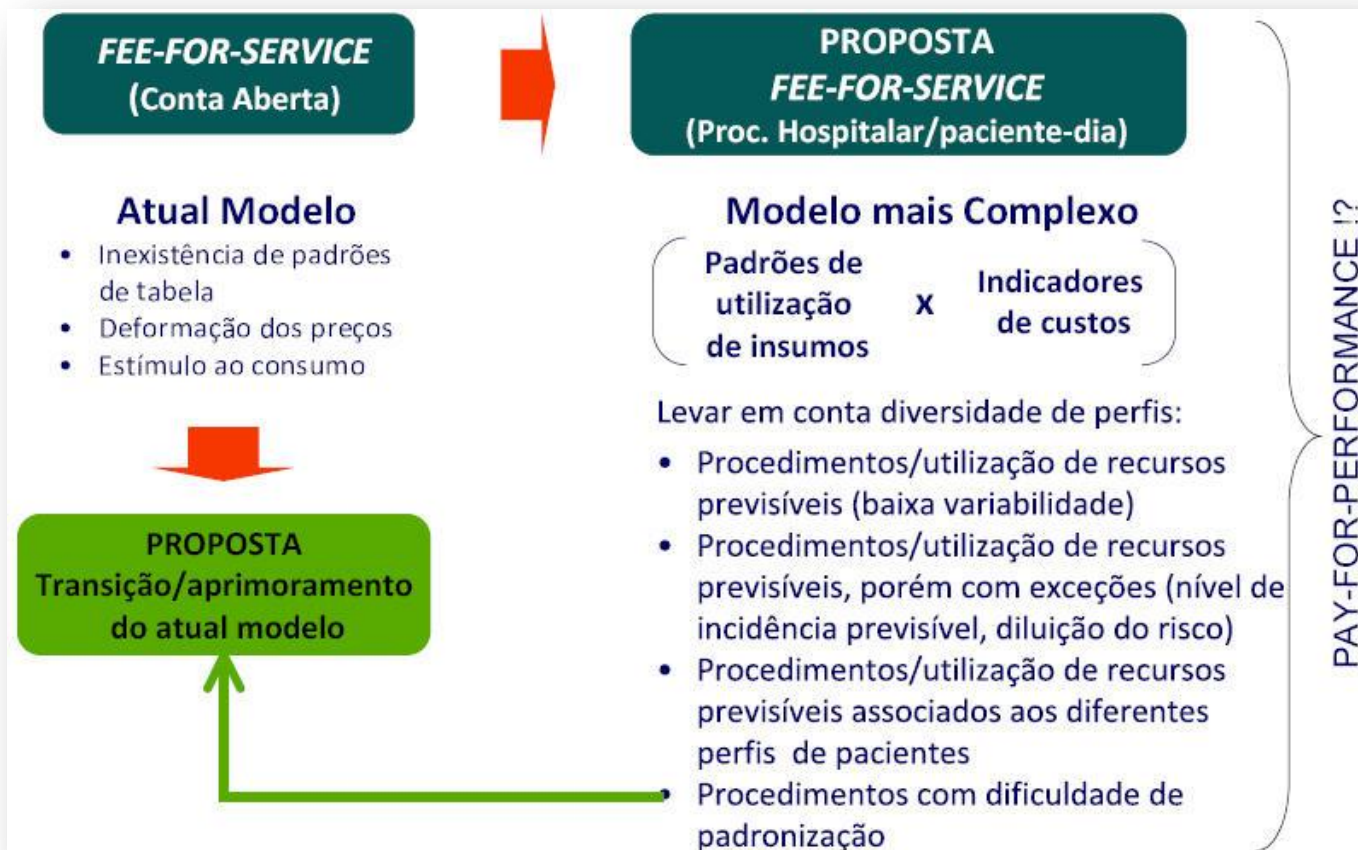 FEE-FOR-SERVICE
(Conta Aberta)
Atual Modelo
• Inexistência de padrões
de tabela
• Deformação dos preços
• Estímulo ao consumo
PROPOSTA
Transição/aprimoramento
do atual modelo
PROPOSTA
FEE-FOR-SERVICE
(Proc. Hospitalar/paciente-dia)
Modelo mais Complexo
Padrões de
utilização
de insumos
x
Indicadores
de custos
Levar em conta diversidade de perfis:
• Procedimentos/utilização de recursos
previsíveis (baixa variabilidade)
• Procedimentos/utilização de recursos
previsíveis, porém com exceções (nível de
incidência previsível, diluição do risco)
• Procedimentos/utilização de recursos
previsíveis associados aos diferentes
perfis de pacientes
• Procedimentos com dificuldade de
padronização
PAY-FOR-PERFORMANCE !?